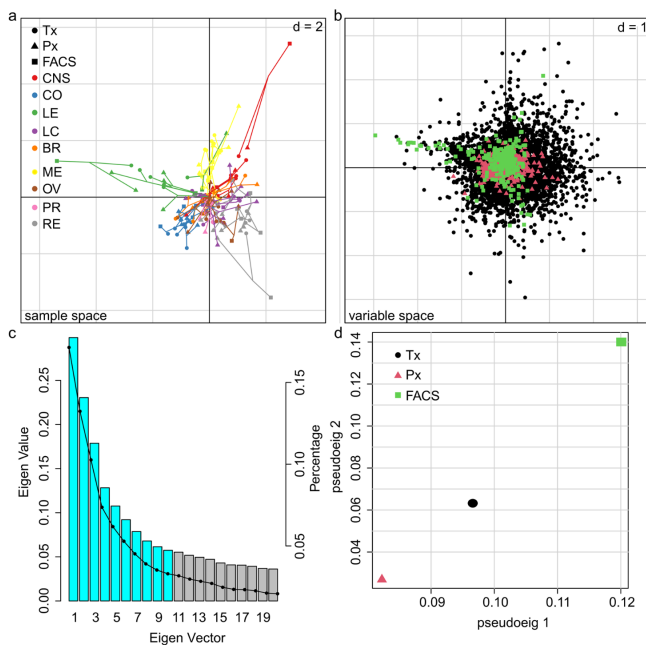 a
d = 2
Tx
Px
FACS
CNS
CO
LE
LC
BR
ME
OV
PR
RE
sample space
b
d = 1
variable space
c
Eigen Value
0.00
0.05
0.10
0.15
0.20
0.25
Percentage
0.05
0.10
0.15
1 3 5 7 9 11 13 15 17 19
Eigen Vector
d
Tx
Px
FACS
pseudoeig 2
0.14
0.12
0.10
0.08
0.06
0.04
0.09 0.10 0.11 0.12
pseudoeig 1